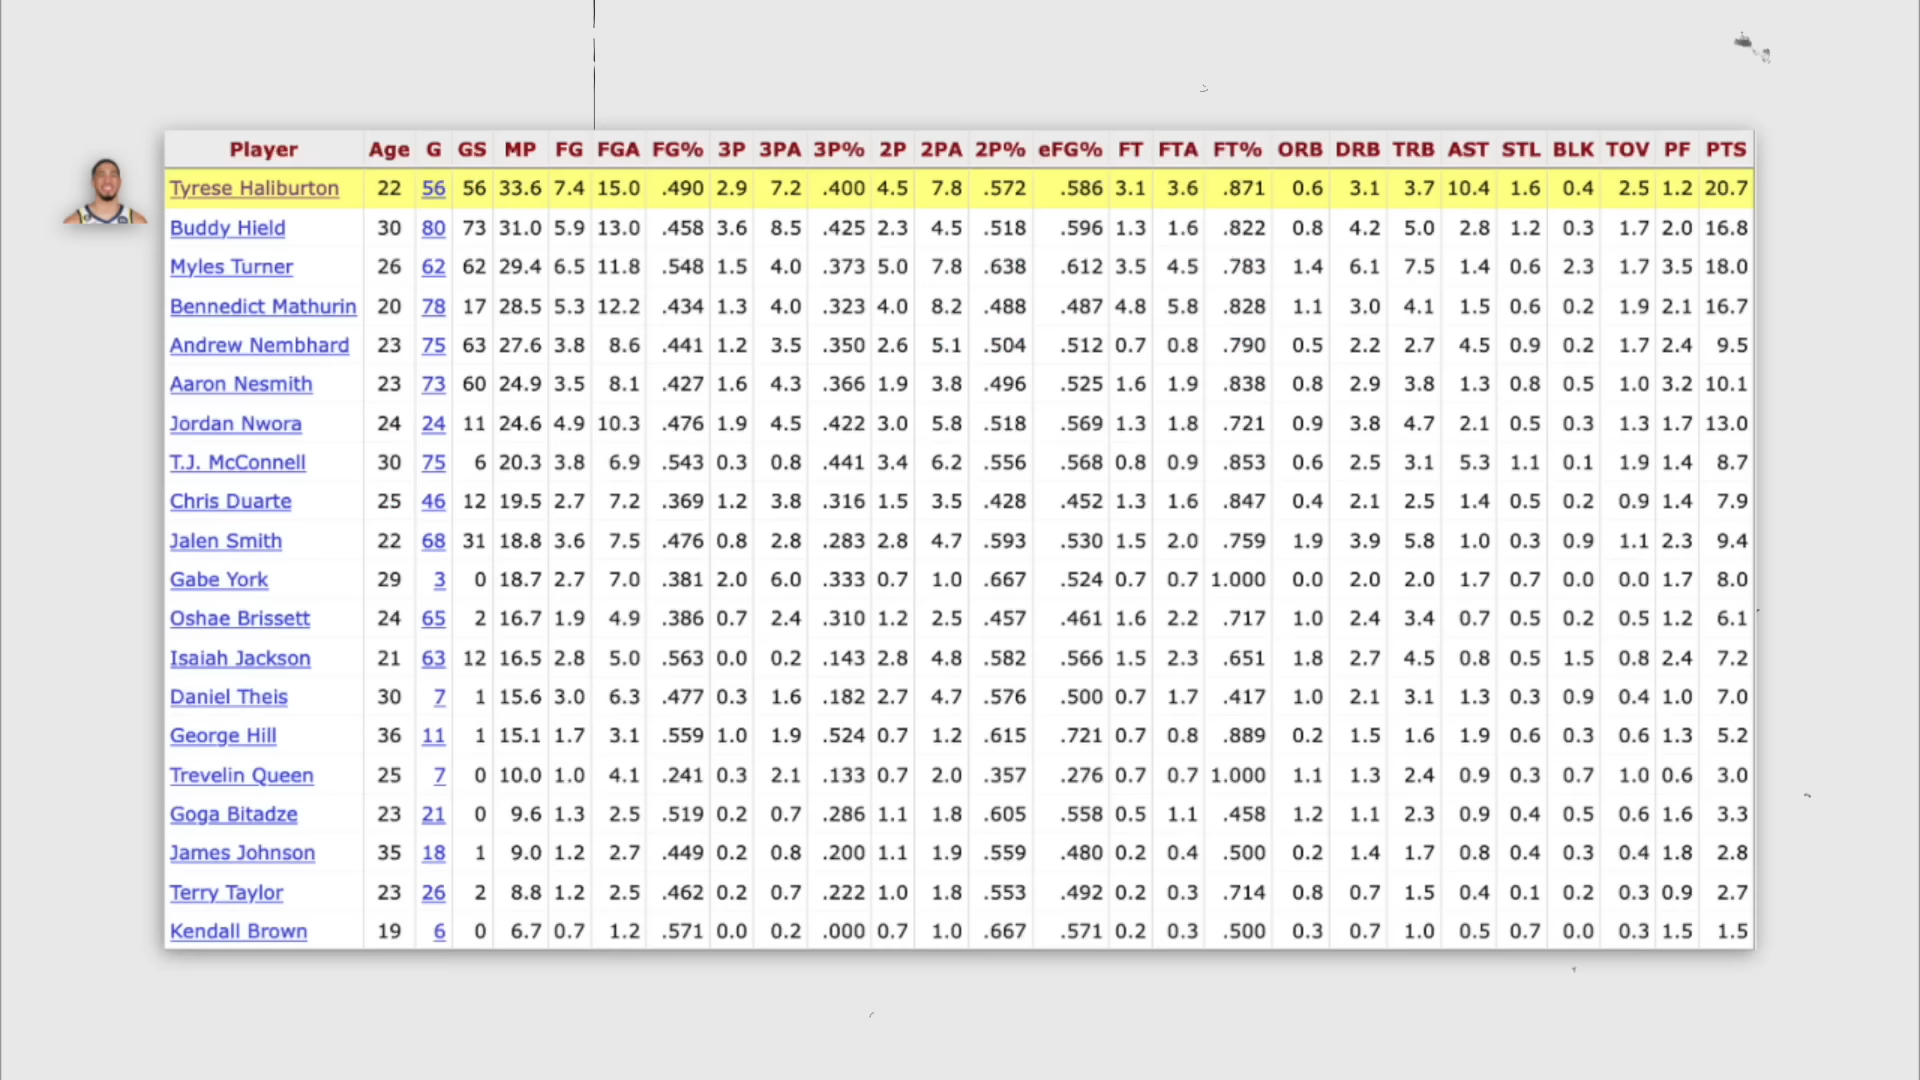 Player Age G GS MP FG FGA FG% 3P 3PA 3P% 2P 2PA 2P% eFG% FT FTA FT% ORB DRB TRB AST STL BLK TOV PF PTS
Tyrese Haliburton 22 56 56 33.6 7.4 15.0 .490 2.9 7.2 .400 4.5 7.8 .572 .586 3.1 3.6 .871 0.6 3.1 3.7 10.4 1.6 0.4 2.5 1.2 20.7
Buddy Hield 30 80 73 31.0 5.9 13.0 .458 3.6 8.5 .425 2.3 4.5 .518 .596 1.3 1.6 .822 0.8 4.2 5.0 2.8 1.2 0.3 1.7 2.0 16.8
Myles Turner 26 62 62 29.4 6.5 11.8 .548 1.5 4.0 .373 5.0 7.8 .638 .612 3.5 4.5 .783 1.4 6.1 7.5 1.4 0.6 2.3 1.7 3.5 18.0
Bennedict Mathurin 20 78 17 28.5 5.3 12.2 .434 1.3 4.0 .323 4.0 8.2 .488 .487 4.8 5.8 .828 1.1 3.0 4.1 1.5 0.6 0.2 1.9 2.1 16.7
Andrew Nembhard 23 75 63 27.6 3.8 8.6 .441 1.2 3.5 .350 2.6 5.1 .504 .512 0.7 0.8 .790 0.5 2.2 2.7 4.5 0.9 0.2 1.7 2.4 9.5
Aaron Nesmith 23 73 60 24.9 3.5 8.1 .427 1.6 4.3 .366 1.9 3.8 .496 .525 1.6 1.9 .838 0.8 2.9 3.8 1.3 0.8 0.5 1.0 3.2 10.1
Jordan Nwora 24 24 11 24.6 4.9 10.3 .476 1.9 4.5 .422 3.0 5.8 .518 .569 1.3 1.8 .721 0.9 3.8 4.7 2.1 0.5 0.3 1.3 1.7 13.0
T.J. McConnell 30 75 6 20.3 3.8 6.9 .543 0.3 0.8 .441 3.4 6.2 .556 .568 0.8 0.9 .853 0.6 2.5 3.1 5.3 1.1 0.1 1.9 1.4 8.7
Chris Duarte 25 46 12 19.5 2.7 7.2 .369 1.2 3.8 .316 1.5 3.5 .428 .452 1.3 1.6 .847 0.4 2.1 2.5 1.4 0.5 0.2 0.9 1.4 7.9
Jalen Smith 22 68 31 18.8 3.6 7.5 .476 0.8 2.8 .283 2.8 4.7 .593 .530 1.5 2.0 .759 1.9 3.9 5.8 1.0 0.3 0.9 1.1 2.3 9.4
Gabe York 29 3 0 18.7 2.7 7.0 .381 2.0 6.0 .333 0.7 1.0 .667 .524 0.7 0.7 1.000 0.0 2.0 2.0 1.7 0.7 0.0 0.0 1.7 8.0
Oshae Brissett 24 65 2 16.7 1.9 4.9 .386 0.7 2.4 .310 1.2 2.5 .457 .461 1.6 2.2 .717 1.0 2.4 3.4 0.7 0.5 0.2 0.5 1.2 6.1
Isaiah Jackson 21 63 12 16.5 2.8 5.0 .563 0.0 0.2 .143 2.8 4.8 .582 .566 1.5 2.3 .651 1.8 2.7 4.5 0.8 0.5 1.5 0.8 2.4 7.2
Daniel Theis 30 7 1 15.6 3.0 6.3 .477 0.3 1.6 .182 2.7 4.7 .576 .500 0.7 1.7 .417 1.0 2.1 3.1 1.3 0.3 0.9 0.4 1.0 7.0
George Hill 36 11 1 15.1 1.7 3.1 .559 1.0 1.9 .524 0.7 1.2 .615 .721 0.7 0.8 .889 0.2 1.5 1.6 1.9 0.6 0.3 0.6 1.3 5.2
Trevelin Queen 25 7 0 10.0 1.0 4.1 .241 0.3 2.1 .133 0.7 2.0 .357 .276 0.7 0.7 1.000 1.1 1.3 2.4 0.9 0.3 0.7 1.0 0.6 3.0
Goga Bitadze 23 21 0 9.6 1.3 2.5 .519 0.2 0.7 .286 1.1 1.8 .605 .558 0.5 1.1 .458 1.2 1.1 2.3 0.9 0.4 0.5 0.6 1.6 3.3
James Johnson 35 18 1 9.0 1.2 2.7 .449 0.2 0.8 .200 1.1 1.9 .559 .480 0.2 0.4 .500 0.2 1.4 1.7 0.8 0.4 0.3 0.4 1.8 2.8
Terry Taylor 23 26 2 8.8 1.2 2.5 .462 0.2 0.7 .222 1.0 1.8 .553 .492 0.2 0.3 .714 0.8 0.7 1.5 0.4 0.1 0.2 0.3 0.9 2.7
Kendall Brown 19 6 0 6.7 0.7 1.2 .571 0.0 0.2 .000 0.7 1.0 .667 .571 0.2 0.3 .500 0.3 0.7 1.0 0.5 0.7 0.0 0.3 1.5 1.5